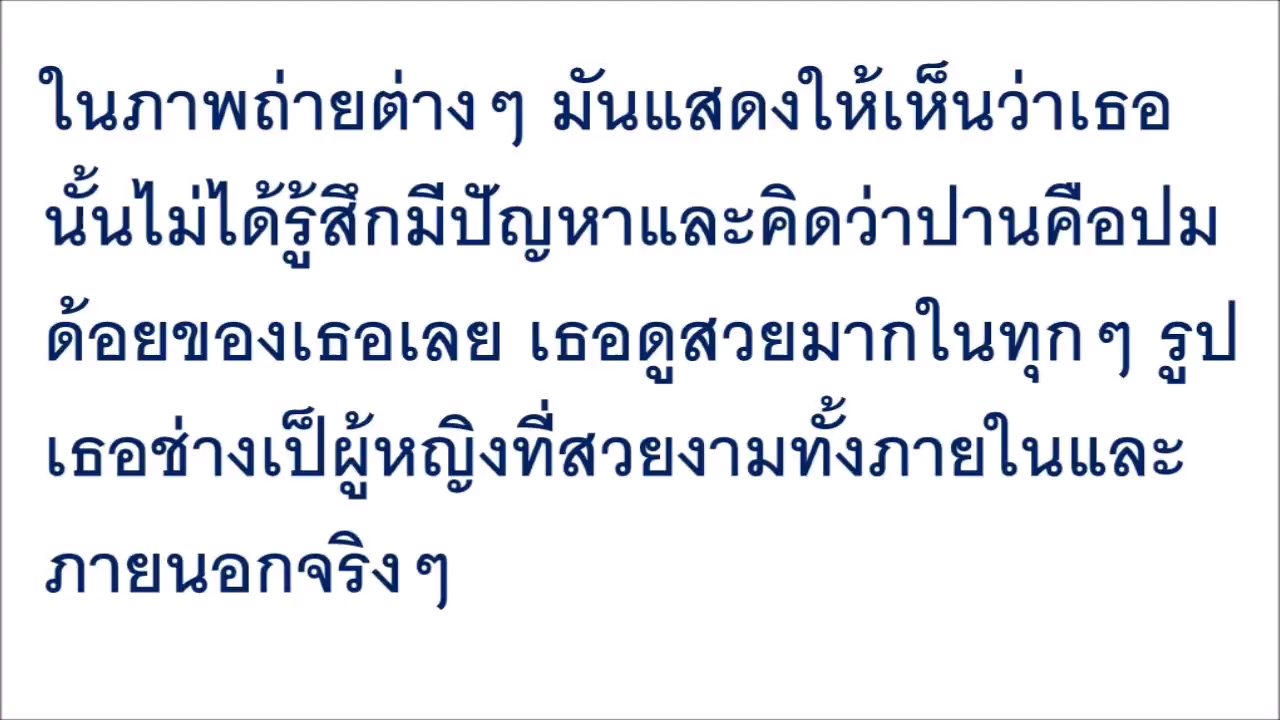 ในภาพถ่ายต่างๆ มันแสดงให้เห็นว่าเธอ
นั้นไม่ได้รู้สึกมีปัญหาและคิดว่าปานคือปม
ด้อยของเธอเลย เธอดูสวยมากในทุกๆ รูป
เธอช่างเป็ผู้หญิงที่สวยงามทั้งภายในและ
ภายนอกจริงๆ